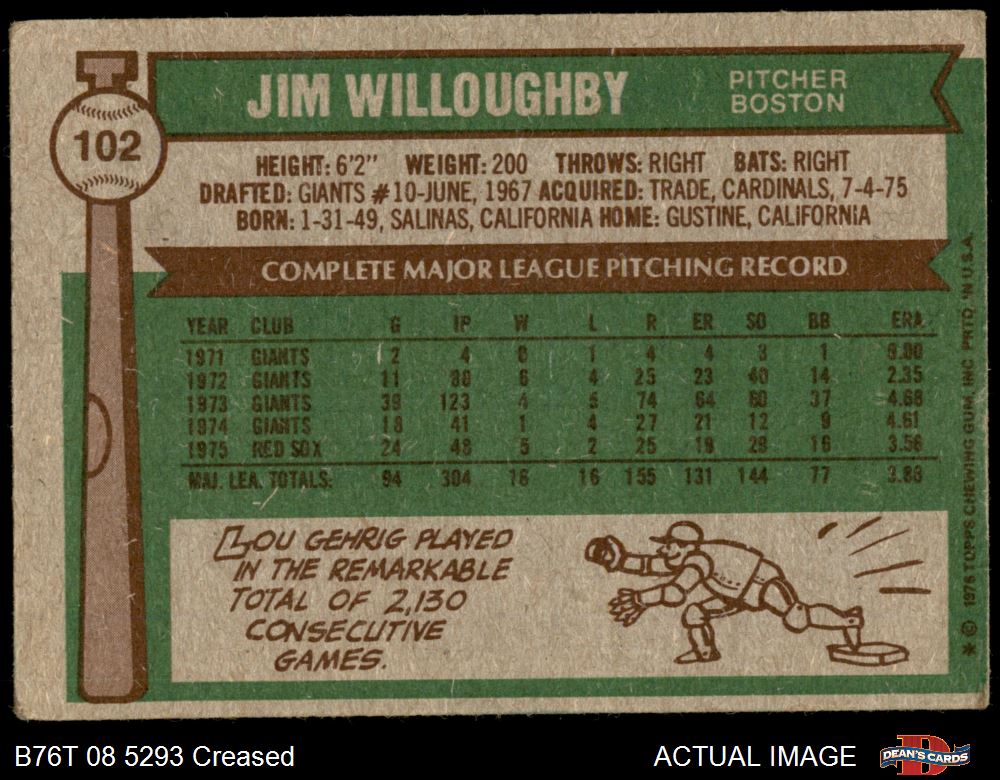 JIM WILLOUGHBY
PITCHER
BOSTON
102
HEIGHT: 6'2" WEIGHT: 200 THROWS: RIGHT BATS: RIGHT
DRAFTED: GIANTS #10-JUNE, 1967 ACQUIRED: TRADE, CARDINALS, 7-4-75
BORN: 1-31-49, SALINAS, CALIFORNIA HOME: GUSTINE, CALIFORNIA
COMPLETE MAJOR LEAGUE PITCHING RECORD
YEAR CLUB G IP W L R ER SO BB ERA
1971 GIANTS 2 4 0 1 4 4 3 1 9.00
1972 GIANTS 11 88 6 4 25 23 40 14 2.35
1973 GIANTS 39 123 4 5 74 64 60 37 4.68
1974 GIANTS 18 41 1 4 27 21 12 9 4.61
1975 RED SOX 24 48 5 2 25 19 29 16 3.56
MAJ. LEA. TOTALS: 94 304 16 16 155 131 144 77 3.88
LOU GEHRIG PLAYED
IN THE REMARKABLE
TOTAL OF 2,130
CONSECUTIVE
GAMES.
* © 1976 TOPPS CHEWING GUM, INC. PRTD. IN U.S.A.
B76T 08 5293 Creased
ACTUAL IMAGE
DEAN'S CARDS